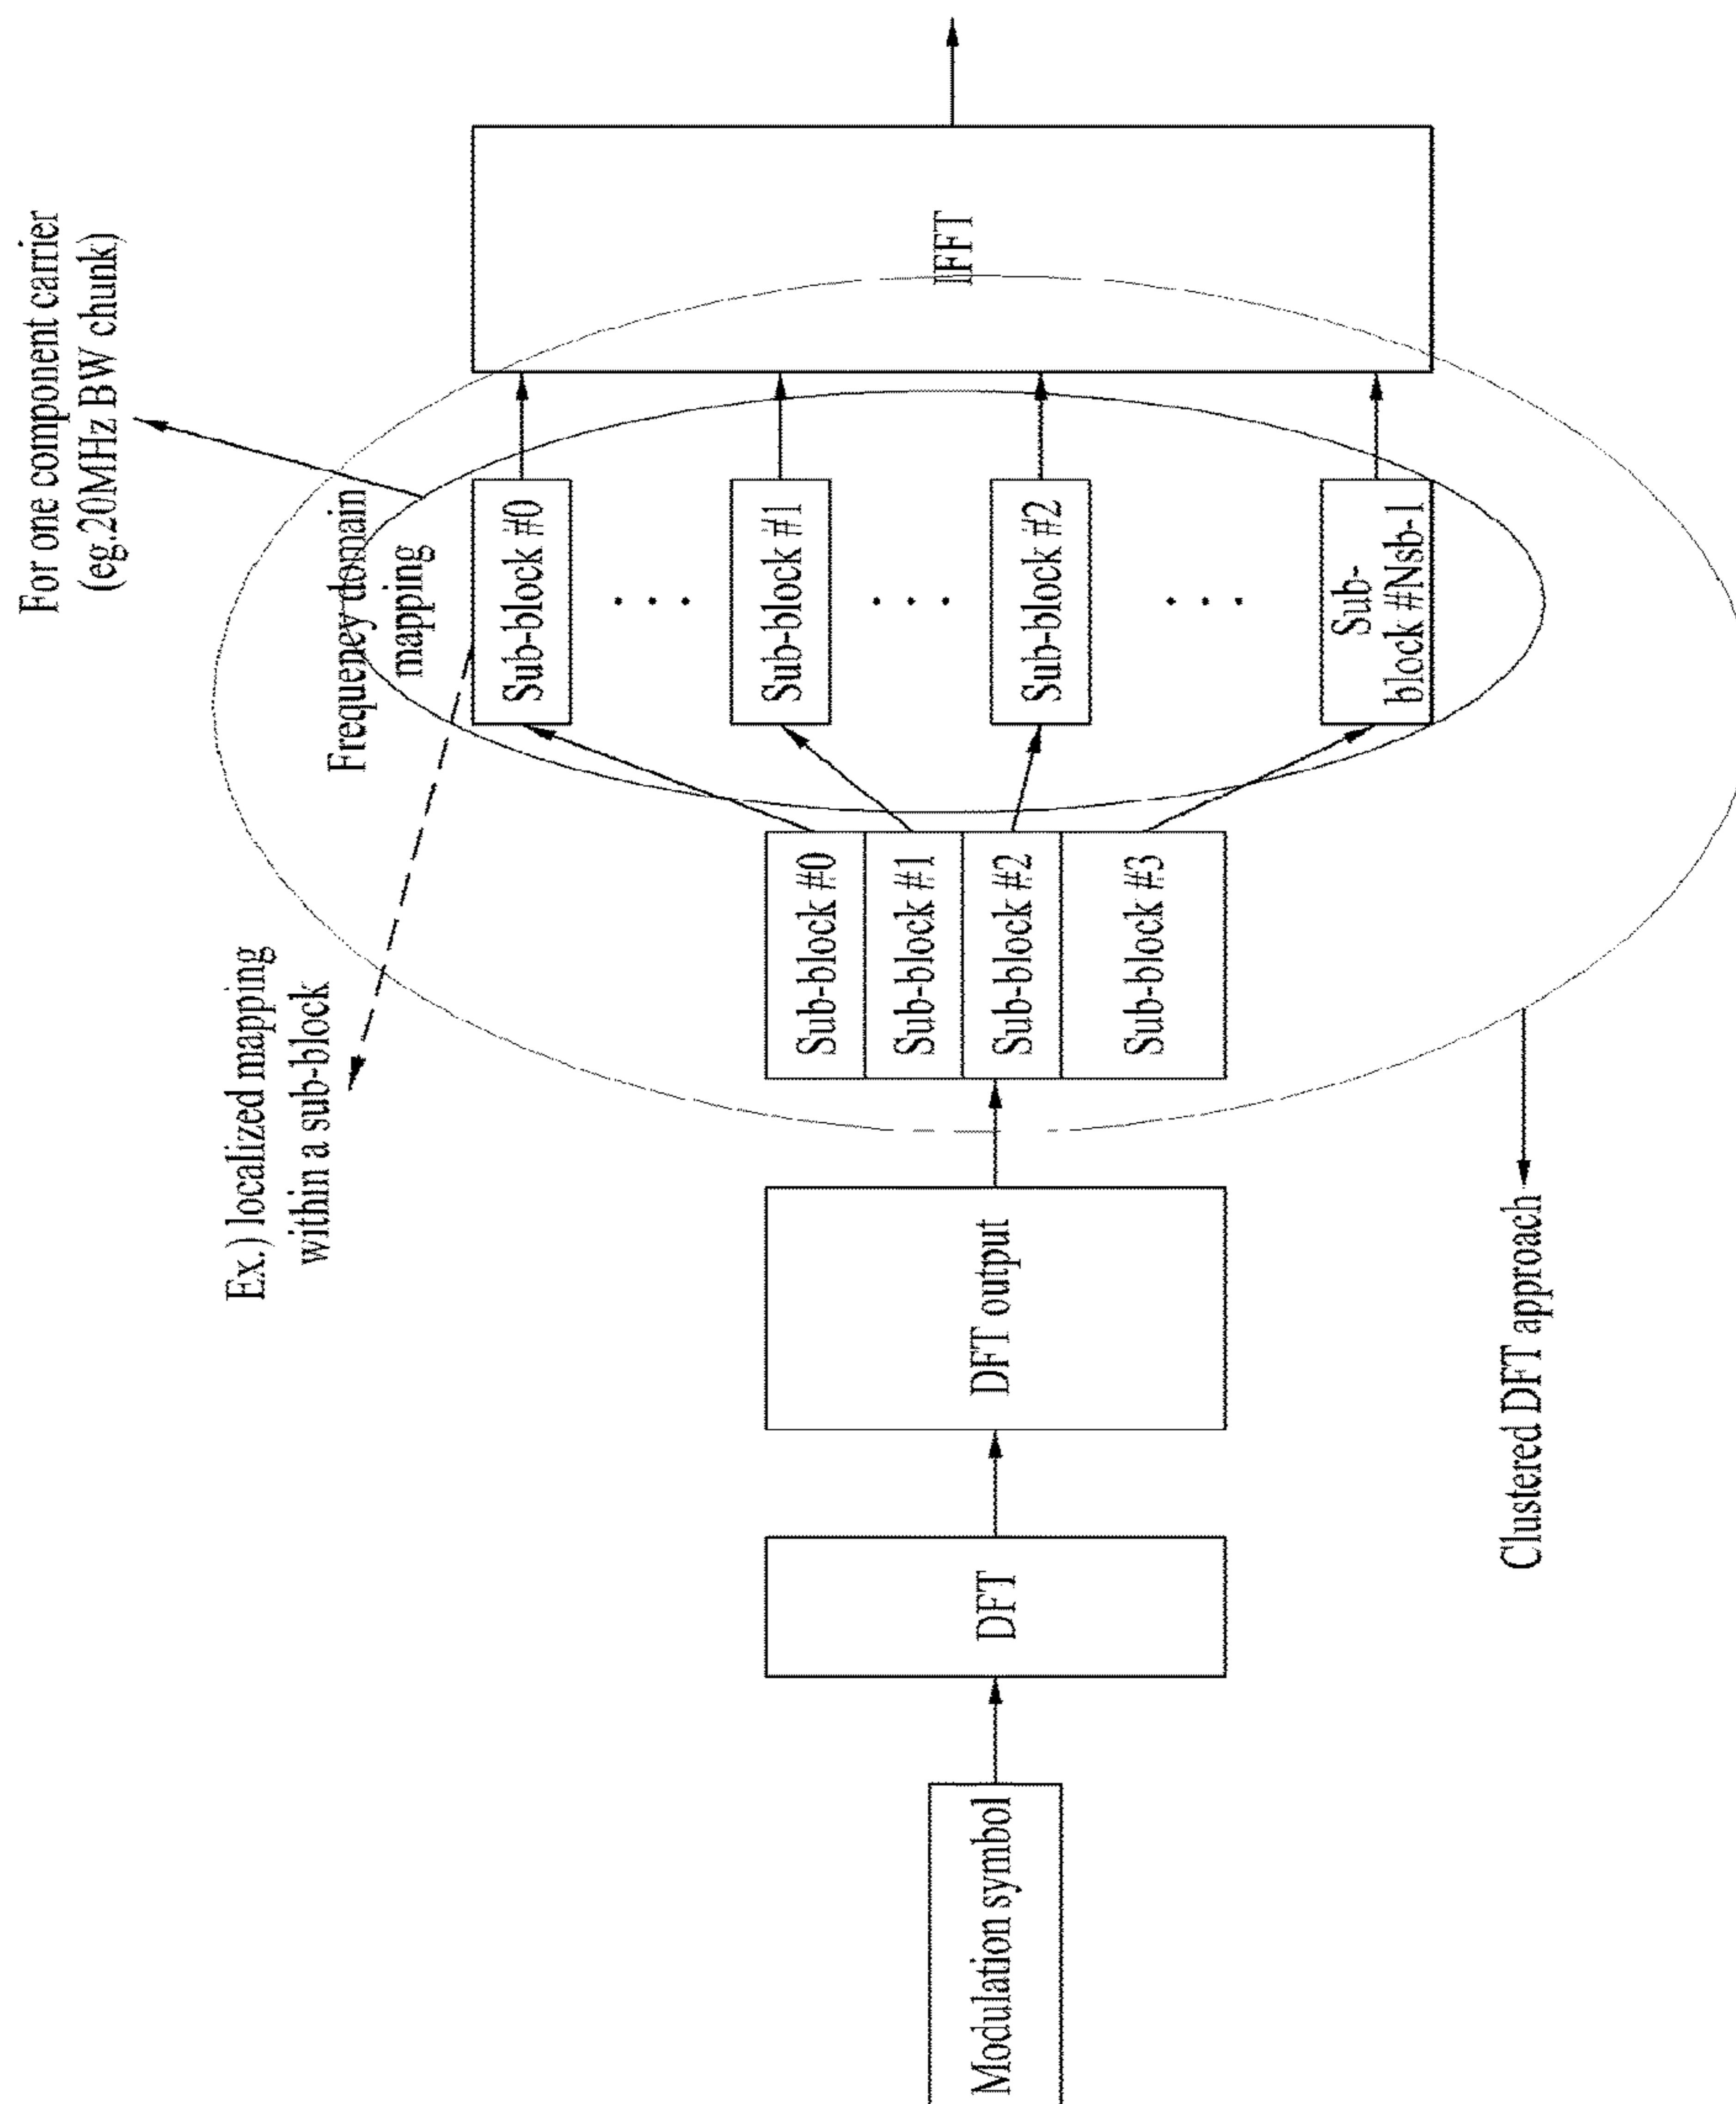 Modulation symbol
DFT
DFT output
Sub-block #0
Sub-block #1
Sub-block #2
Sub-block #3
Ex.) localized mapping
within a sub-block
Frequency domain
mapping
For one component carrier
(eg.20MHz BW chunk)
Sub-block #0
. . .
Sub-block #1
. . .
Sub-block #2
. . .
Sub-
block #Nsb-1
IFFT
Clustered DFT approach